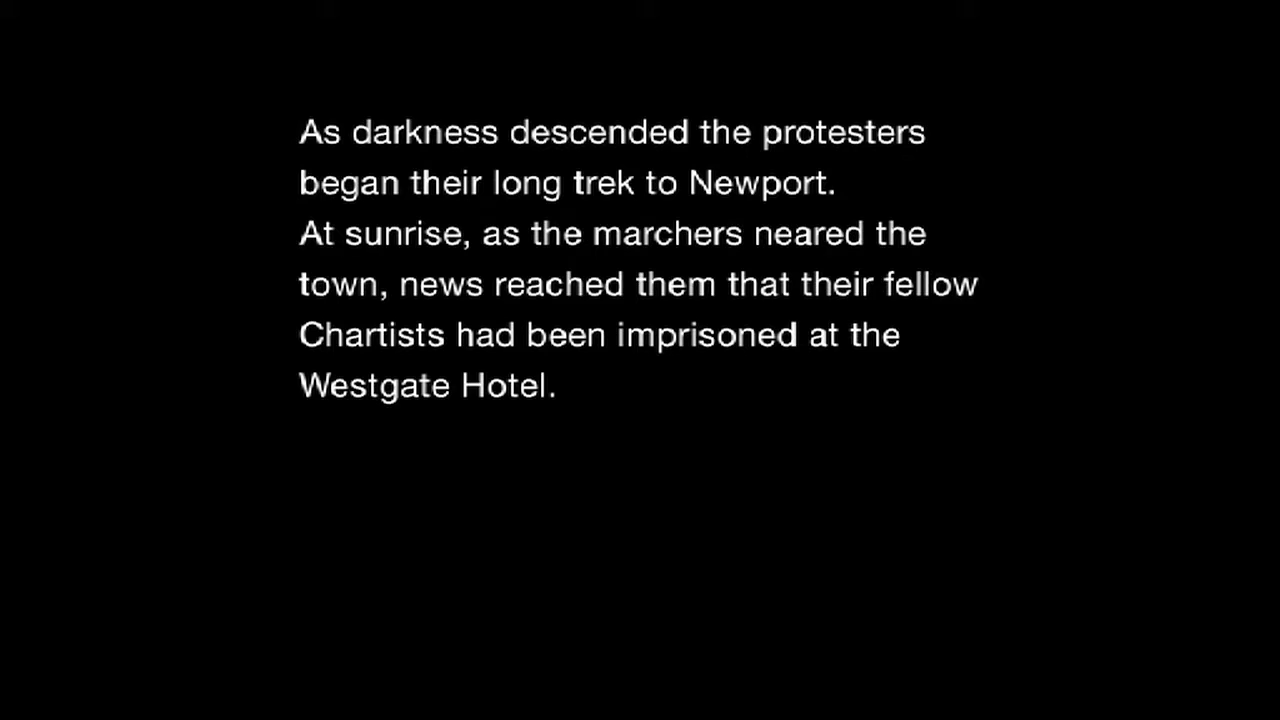 As darkness descended the protesters
began their long trek to Newport.
At sunrise, as the marchers neared the
town, news reached them that their fellow
Chartists had been imprisoned at the
Westgate Hotel.